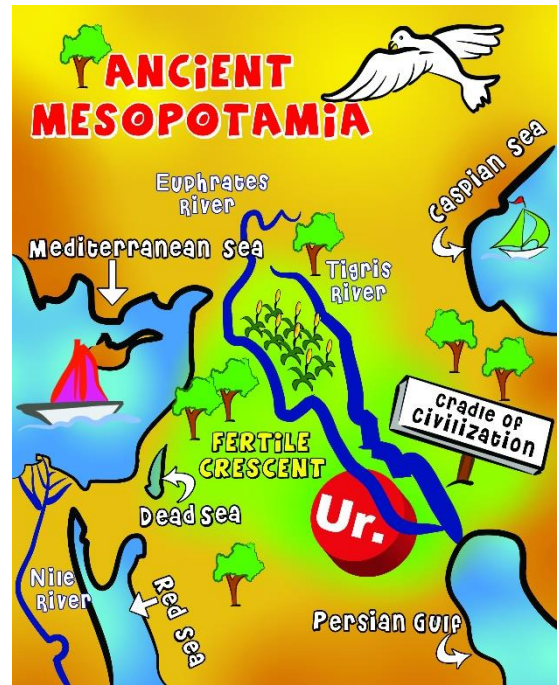 ANCiENT
MESOPOTAMiA
Euphrates
River
Caspian Sea
Mediterranean Sea
Tigris
River
Cradle of
Civilization
FERTILE
CRESCENT
Dead Sea
Ur.
Nile
River
Red Sea
Persian Gulf